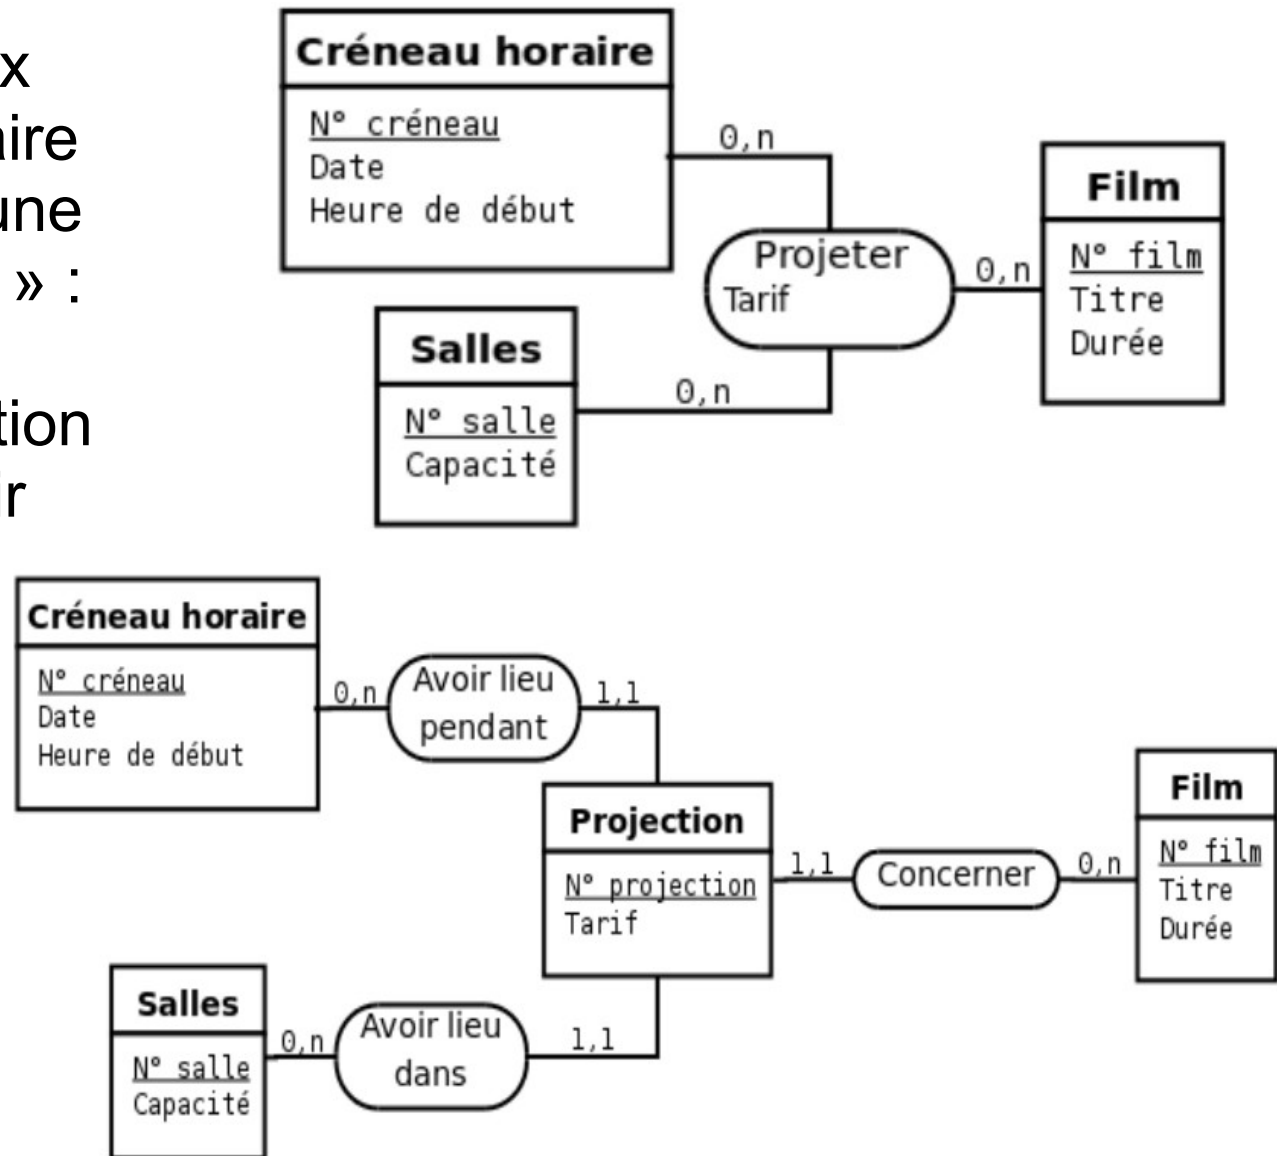 x
aire
une
» :
tion
ir
Créneau horaire
N° créneau
Date
Heure de début
0,n
Projeter
Tarif
0,n
Film
N° film
Titre
Durée
Salles
N° salle
Capacité
0,n
Créneau horaire
N° créneau
Date
Heure de début
0,n
Avoir lieu
pendant
1,1
Projection
N° projection
Tarif
1,1
Concerner
0,n
Film
N° film
Titre
Durée
Salles
N° salle
Capacité
0,n
Avoir lieu
dans
1,1